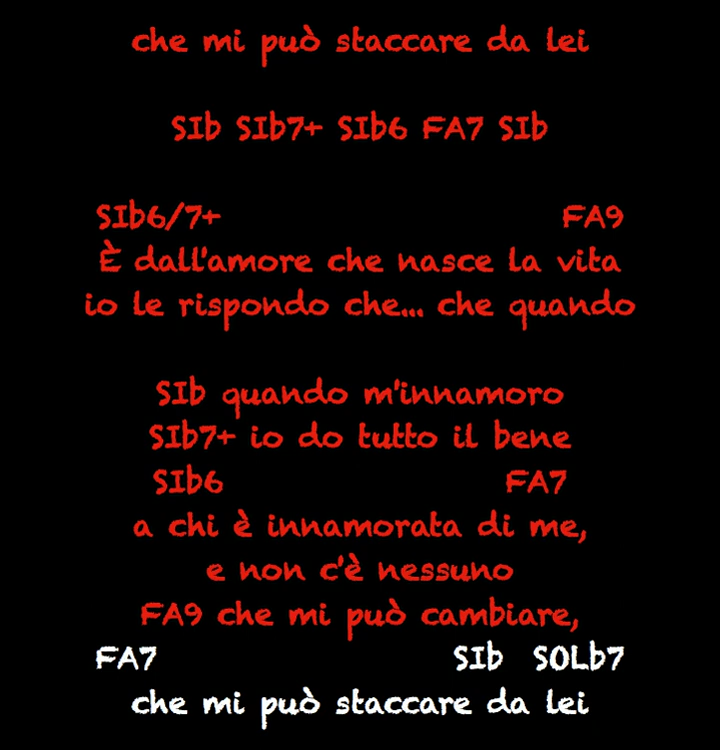 che mi può staccare da lei
SIb SIb7+ SIb6 FA7 SIb
SIb6/7+ FA9
È dall'amore che nasce la vita
io le rispondo che... che quando
SIb quando m'innamoro
SIb7+ io do tutto il bene
SIb6 FA7
a chi è innamorata di me,
e non c'è nessuno
FA9 che mi può cambiare,
FA7 SIb SOLb7
che mi può staccare da lei